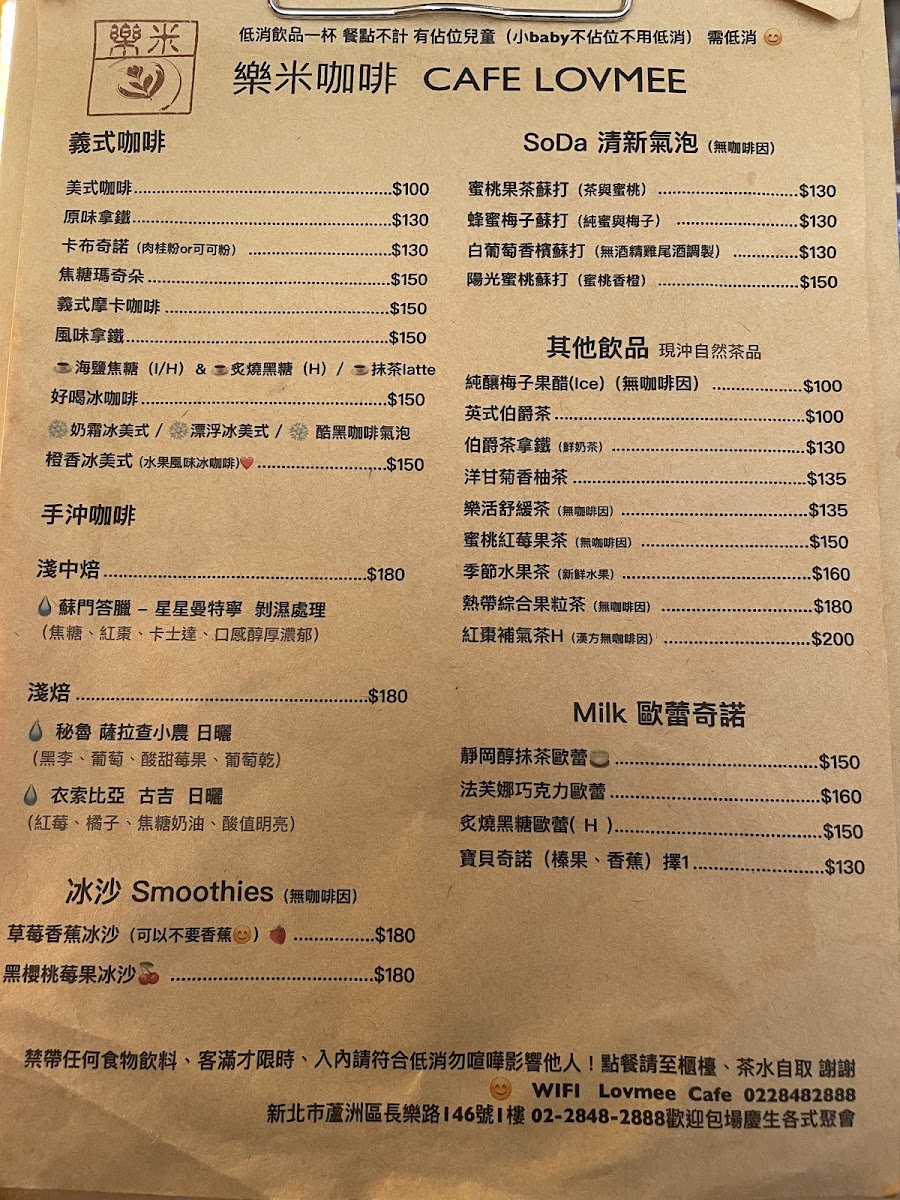 樂米
低消飲品一杯 餐點不計 有佔位兒童（小baby不佔位不用低消） 需低消 😊
樂米咖啡 CAFE LOVMEE
義式咖啡
美式咖啡..........$100
原味拿鐵..........$130
卡布奇諾（肉桂粉or可可粉）..........$130
焦糖瑪奇朵..........$150
義式摩卡咖啡..........$150
風味拿鐵..........$150
☕海鹽焦糖（I/H）& ☕炙燒黑糖（H）/ ☕抹茶latte
好喝冰咖啡..........$150
❄奶霜冰美式 / ❄漂浮冰美式 / ❄ 酷黑咖啡氣泡
橙香冰美式（水果風味冰咖啡)❤..........$150
手沖咖啡
淺中焙..........$180
💧蘇門答臘 – 星星曼特寧 剝濕處理
（焦糖、紅棗、卡士達、口感醇厚濃郁）
淺焙..........$180
💧 秘魯 薩拉查小農 日曬
（黑李、葡萄、酸甜莓果、葡萄乾）
💧 衣索比亞 古吉 日曬
（紅莓、橘子、焦糖奶油、酸值明亮）
冰沙 Smoothies（無咖啡因）
草莓香蕉冰沙（可以不要香蕉😊）🍓..........$180
黑櫻桃莓果冰沙🍒..........$180
SoDa 清新氣泡（無咖啡因）
蜜桃果茶蘇打（茶與蜜桃）..........$130
蜂蜜梅子蘇打（純蜜與梅子）..........$130
白葡萄香檳蘇打（無酒精雞尾酒調製）..........$130
陽光蜜桃蘇打（蜜桃香橙）..........$150
其他飲品 現沖自然茶品
純釀梅子果醋(Ice)（無咖啡因）..........$100
英式伯爵茶..........$100
伯爵茶拿鐵（鮮奶茶）..........$130
洋甘菊香柚茶..........$135
樂活舒緩茶（無咖啡因）..........$135
蜜桃紅莓果茶（無咖啡因）..........$150
季節水果茶（新鮮水果）..........$160
熱帶綜合果粒茶（無咖啡因）..........$180
紅棗補氣茶H（漢方無咖啡因）..........$200
Milk 歐蕾奇諾
靜岡醇抹茶歐蕾🍵..........$150
法芙娜巧克力歐蕾..........$160
炙燒黑糖歐蕾( H )..........$150
寶貝奇諾（榛果、香蕉）擇1..........$130
禁帶任何食物飲料、客滿才限時、入內請符合低消勿喧嘩影響他人！點餐請至櫃檯、茶水自取 謝謝
😊 WIFI Lovmee Cafe 0228482888
新北市蘆洲區長樂路146號1樓 02-2848-2888歡迎包場慶生各式聚會